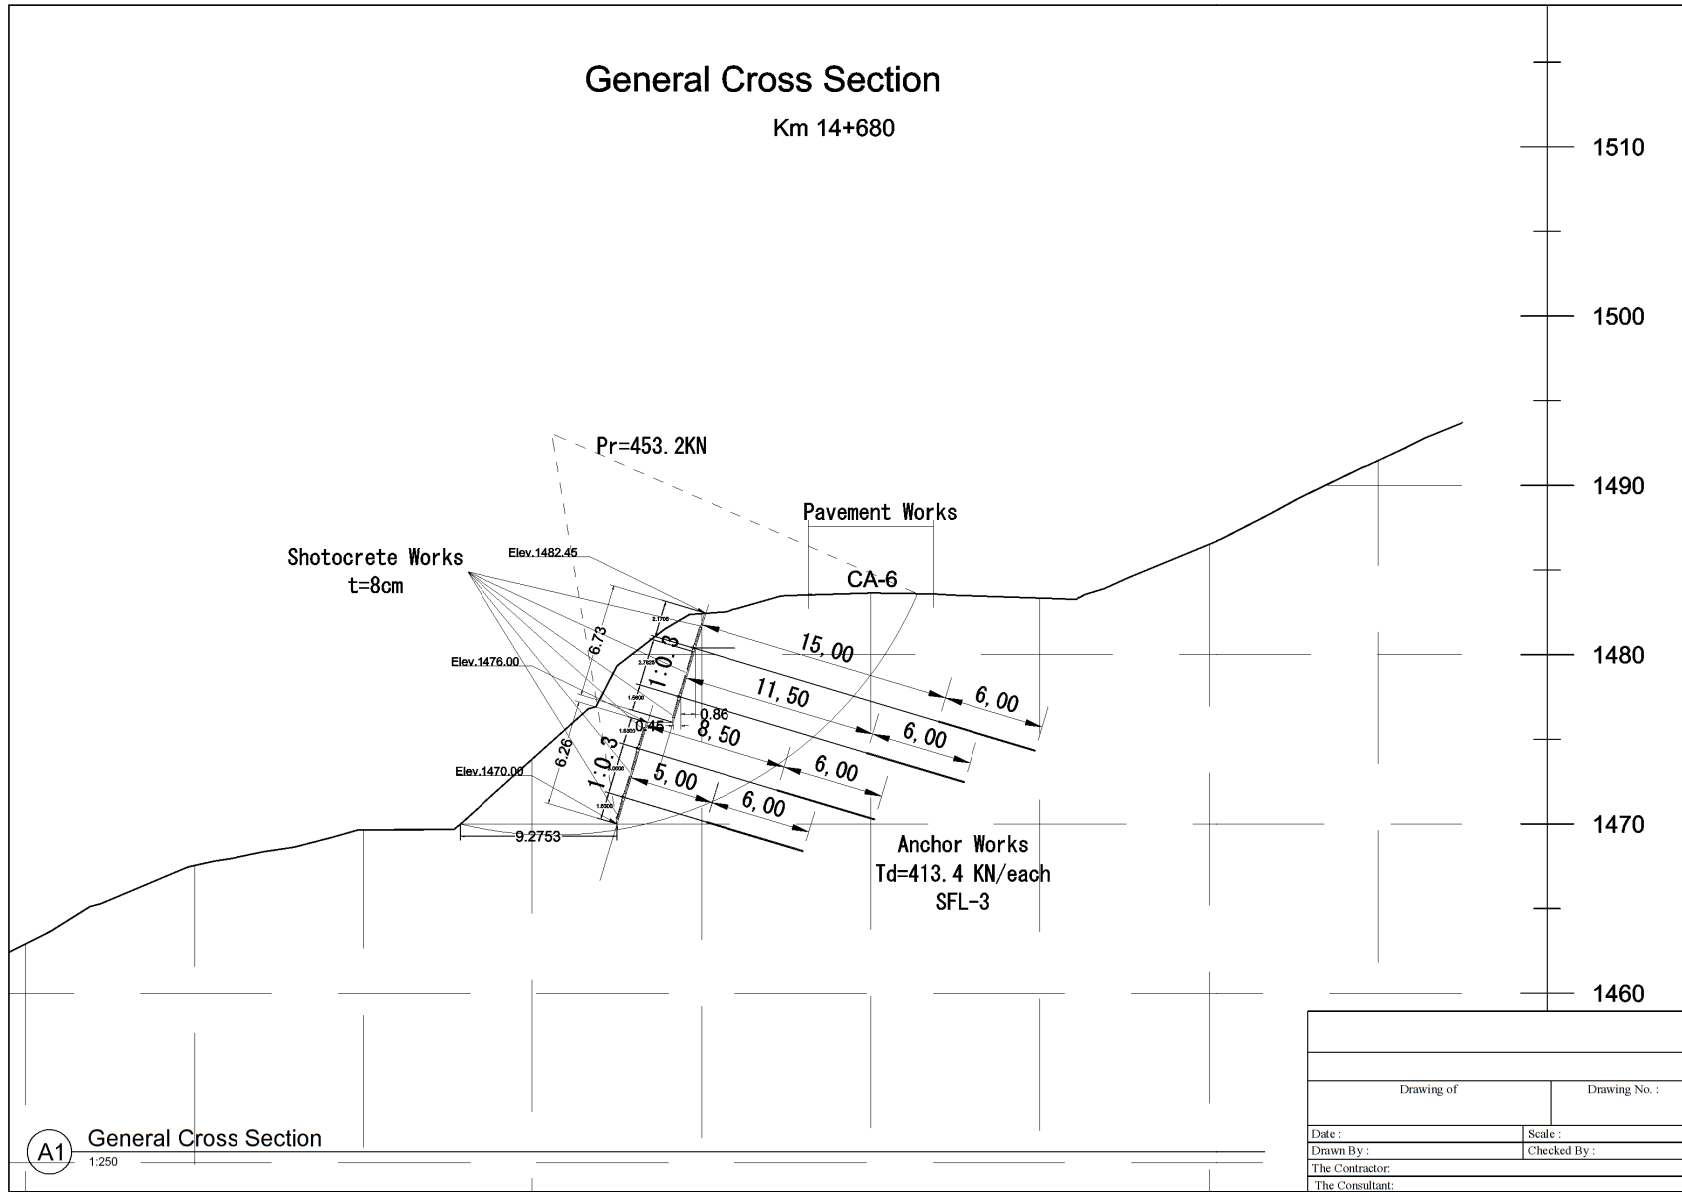 General Cross Section
Km 14+680
1510
1500
1490
1480
1470
1460
Pr=453.2KN
Pavement Works
Shotocrete Works
t=8cm
Elev.1482.45
CA-6
6.73
1:0.3
15,00
Elev.1476.00
11,50
6,00
0.86
0.45
8,50
6,00
6.26
1:0.3
Elev.1470.00
5,00
6,00
6,00
9.2753
Anchor Works
Td=413.4 KN/each
SFL-3
Drawing of
Drawing No. :
Date :
Scale :
Drawn By :
Checked By :
The Contractor:
The Consultant:
A1
General Cross Section
1:250